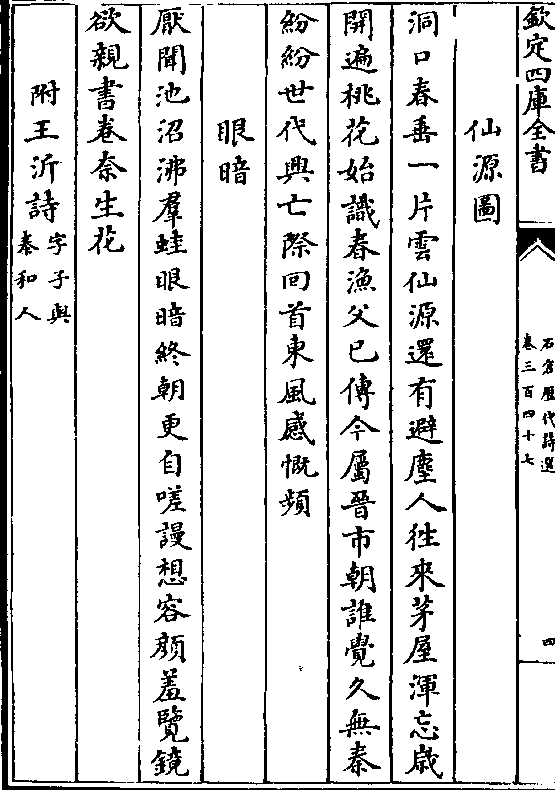 欽定四庫全書
石倉歷代詩選
卷三百四十七
四
仙源圖
洞口春垂一片雲仙源還有避塵人徃來茅屋渾忘歲
開遍桃花始識春漁父已傳今屬晉市朝誰覺久無秦
紛紛世代興亡際回首東風感慨頻
眼暗
厭聞池沼沸羣蛙眼暗終朝更自嗟謾想容顔羞覽鏡
欲親書卷奈生花
附王沂詩字子與
泰和人